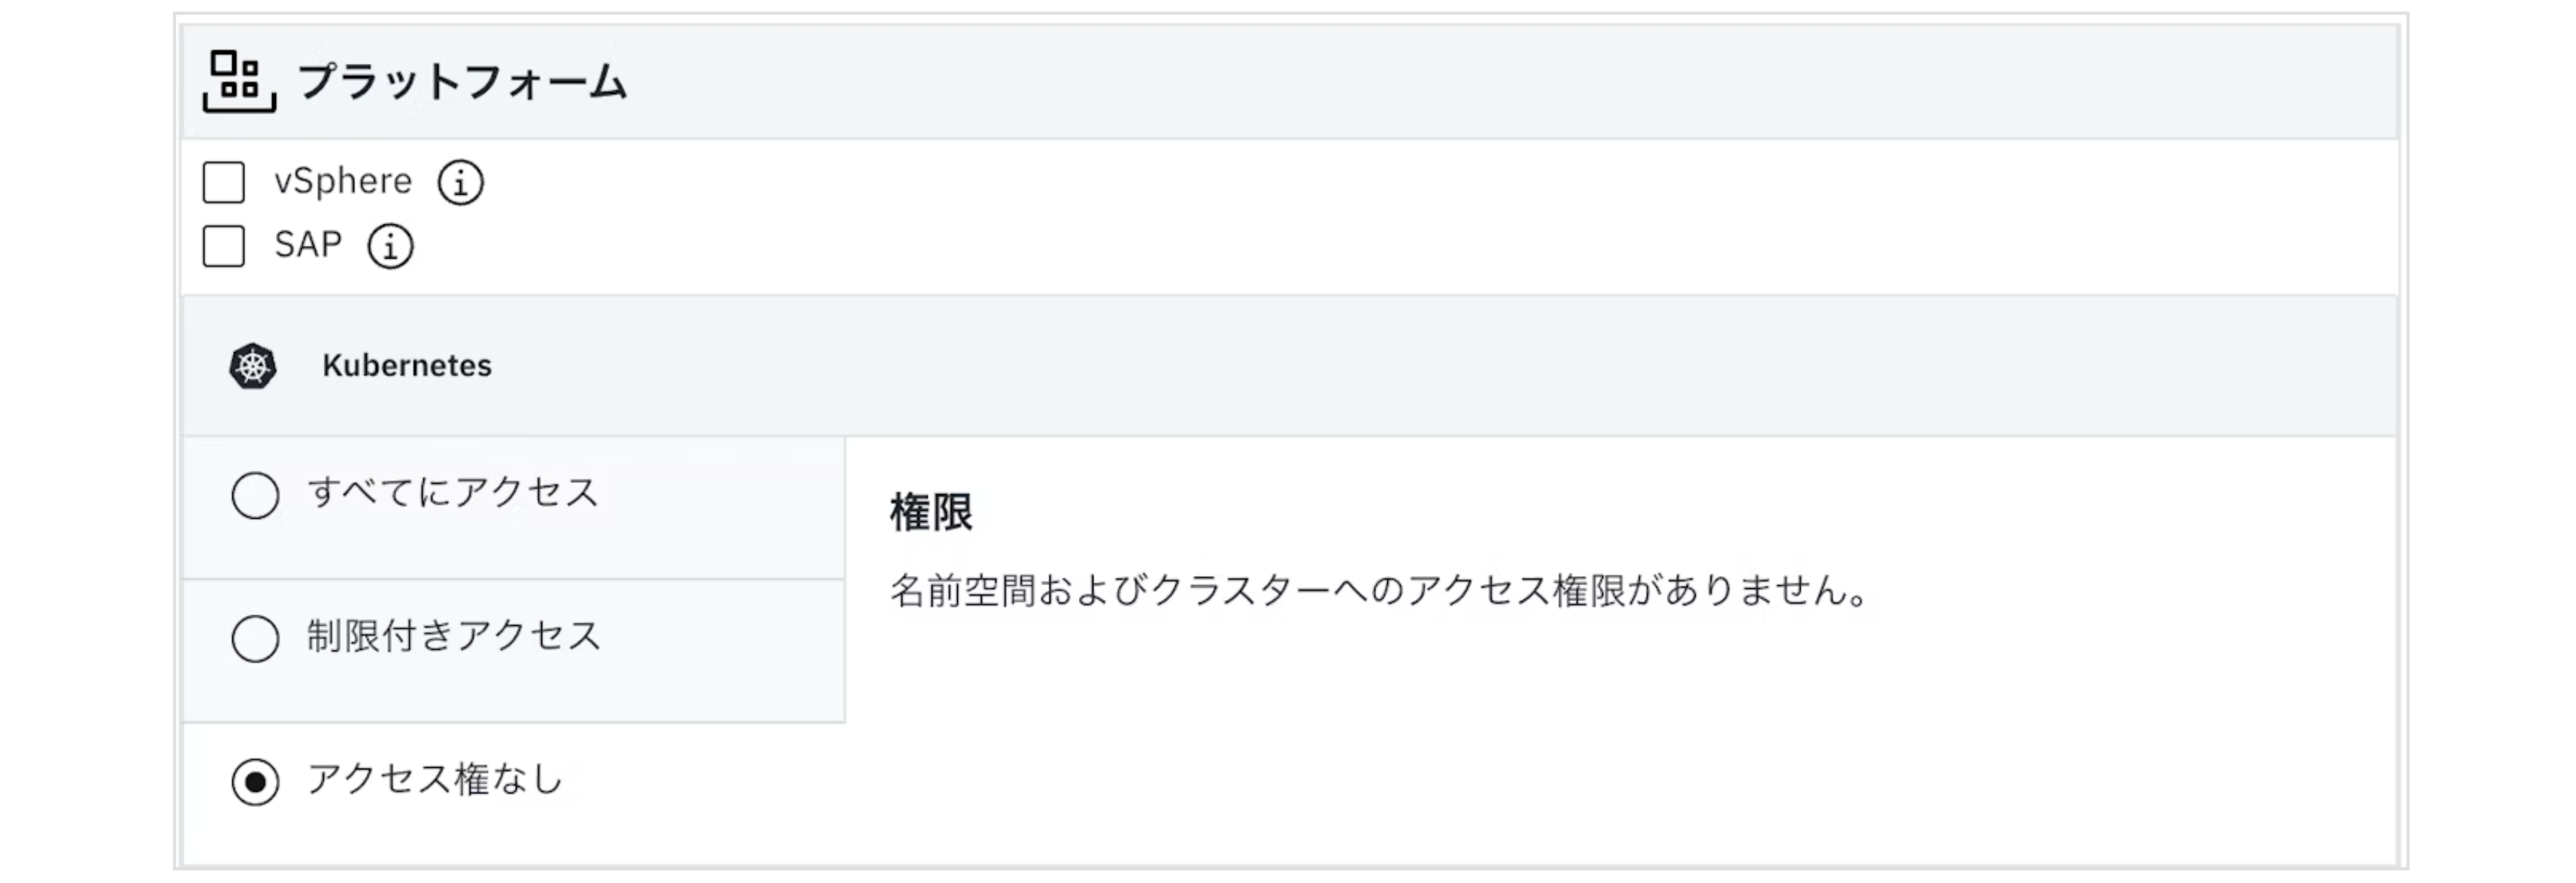 プラットフォーム
vSphere
SAP
Kubernetes
すべてにアクセス
制限付きアクセス
アクセス権なし
権限
名前空間およびクラスターへのアクセス権限がありません。